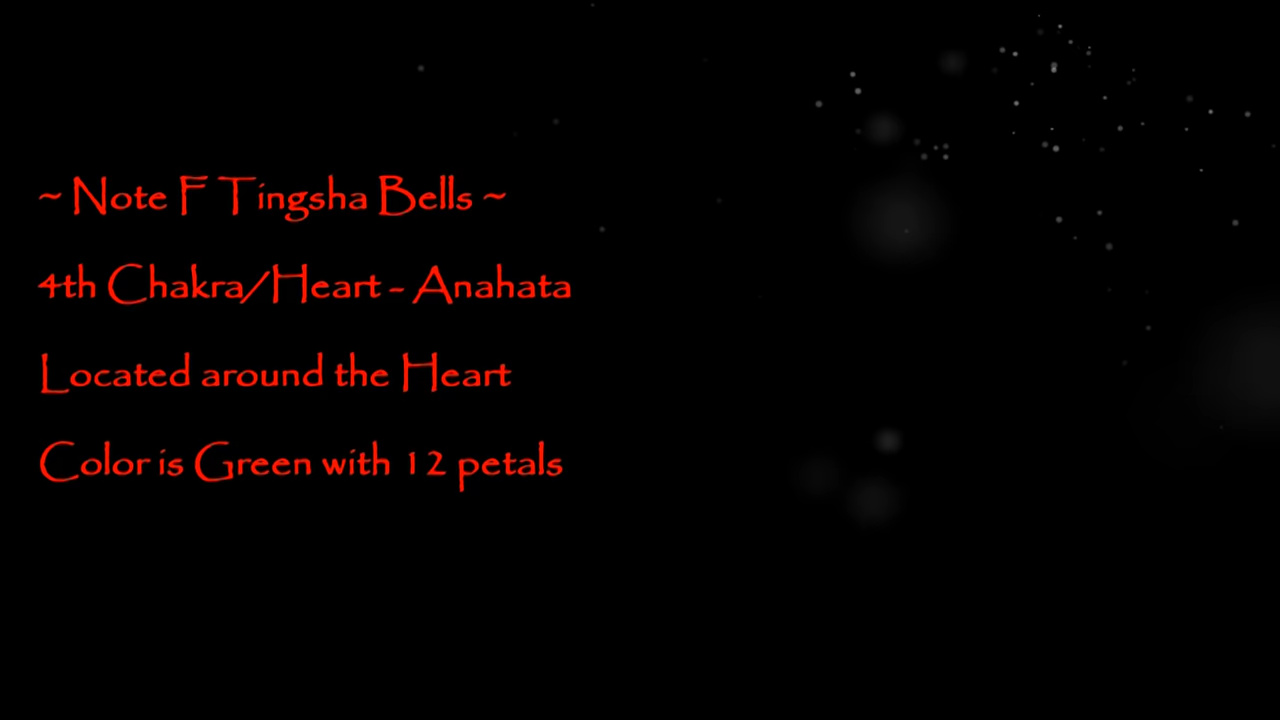 ~ Note F Tingsha Bells ~
4th Chakra/Heart - Anahata
Located around the Heart
Color is Green with 12 petals